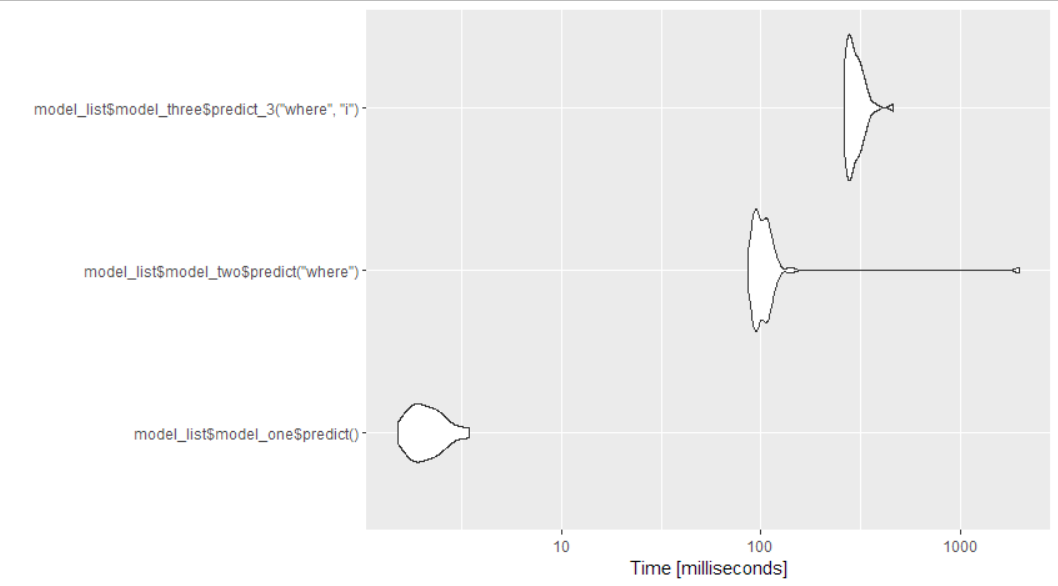 model_list$model_three$predict_3("where", "i")
model_list$model_two$predict("where")
model_list$model_one$predict()
10 100 1000
Time [milliseconds]